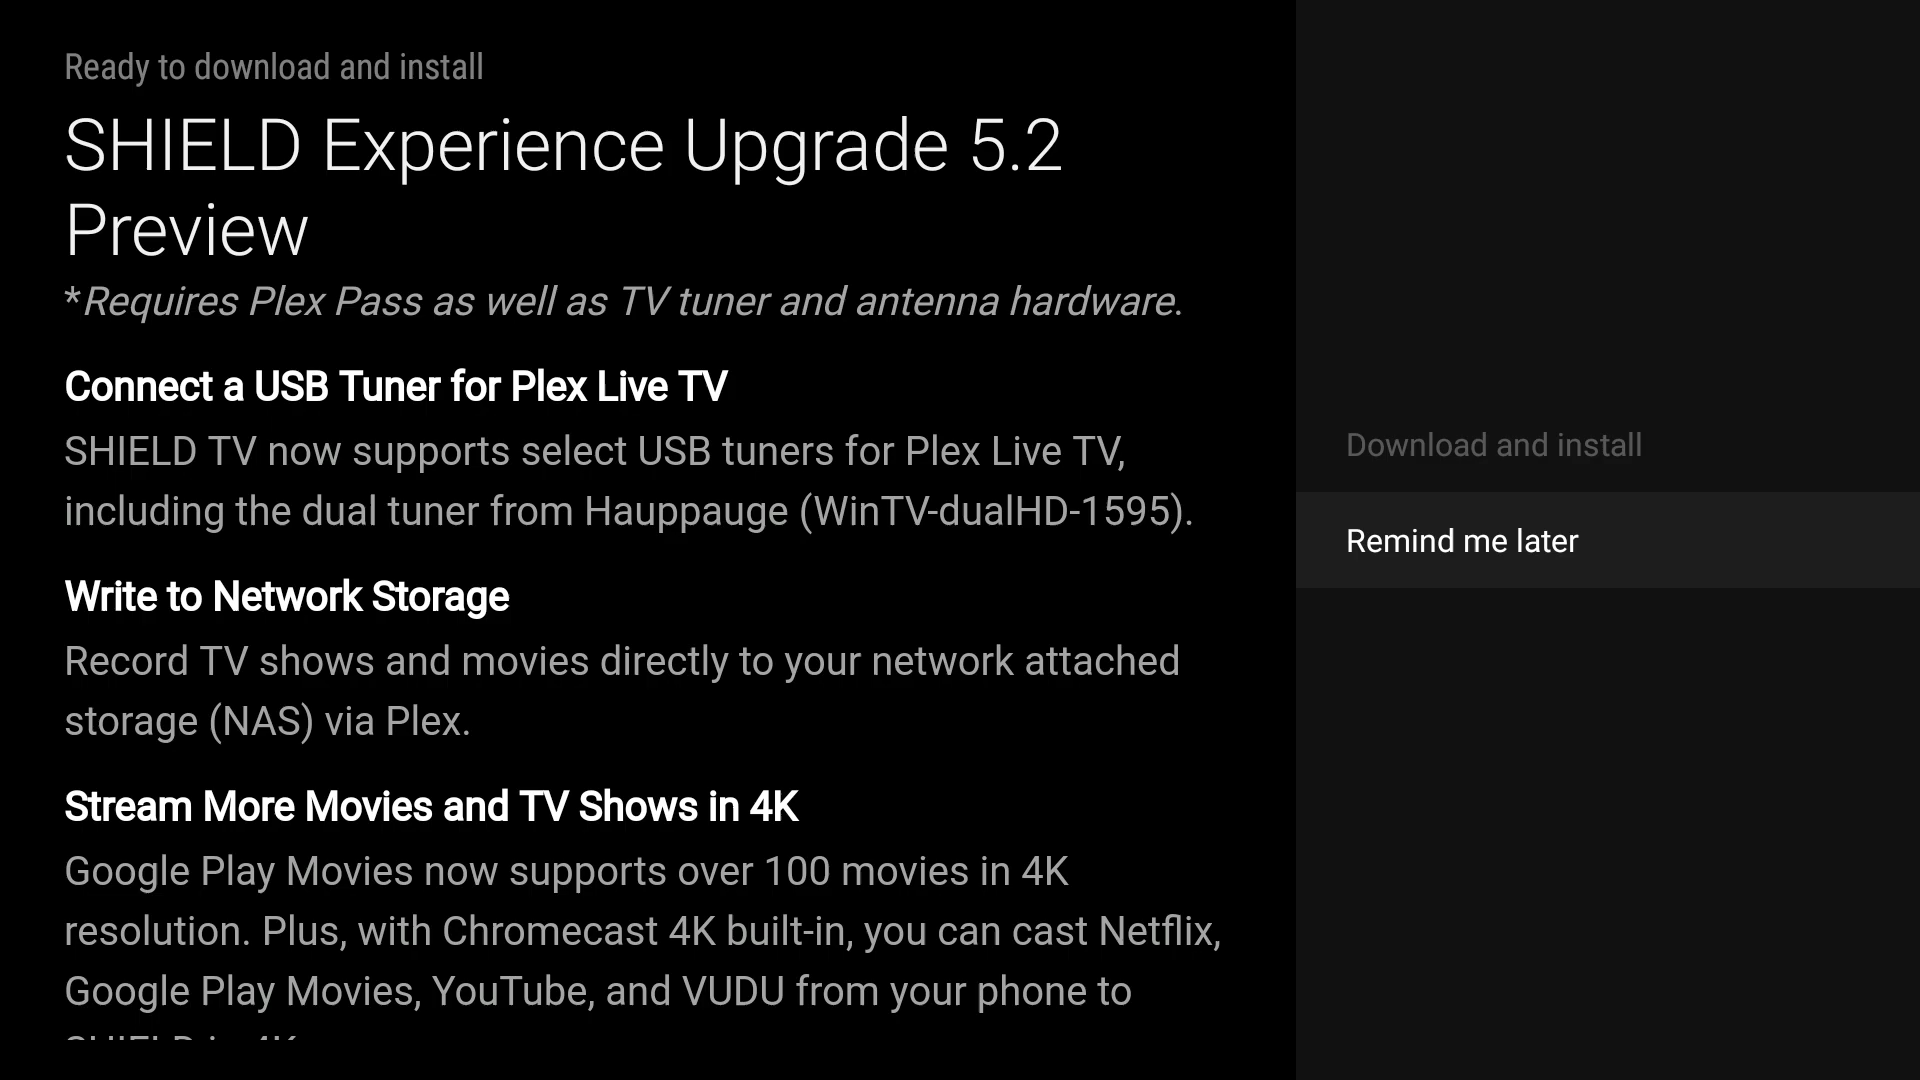 Ready to download and install
SHIELD Experience Upgrade 5.2
Preview
*Requires Plex Pass as well as TV tuner and antenna hardware.
Connect a USB Tuner for Plex Live TV
SHIELD TV now supports select USB tuners for Plex Live TV,
including the dual tuner from Hauppauge (WinTV-dualHD-1595).
Write to Network Storage
Record TV shows and movies directly to your network attached
storage (NAS) via Plex.
Stream More Movies and TV Shows in 4K
Google Play Movies now supports over 100 movies in 4K
resolution. Plus, with Chromecast 4K built-in, you can cast Netflix,
Google Play Movies, YouTube, and VUDU from your phone to
SHIELD in 4K
Download and install
Remind me later